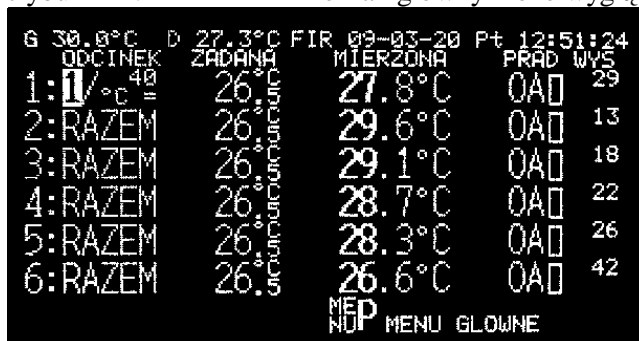 G 30.0°C D 27.3°C FIR 09-03-20 Pt 12:51:24
ODCINEK ZADANA MIERZONA PRAD WYS
1:1/°C 40= 26.5°C 27.8°C 0A 29
2:RAZEM 26.5°C 29.6°C 0A 13
3:RAZEM 26.5°C 29.1°C 0A 18
4:RAZEM 26.5°C 28.7°C 0A 22
5:RAZEM 26.5°C 28.3°C 0A 26
6:RAZEM 26.5°C 26.6°C 0A 42
MENU P MENU GLOWNE